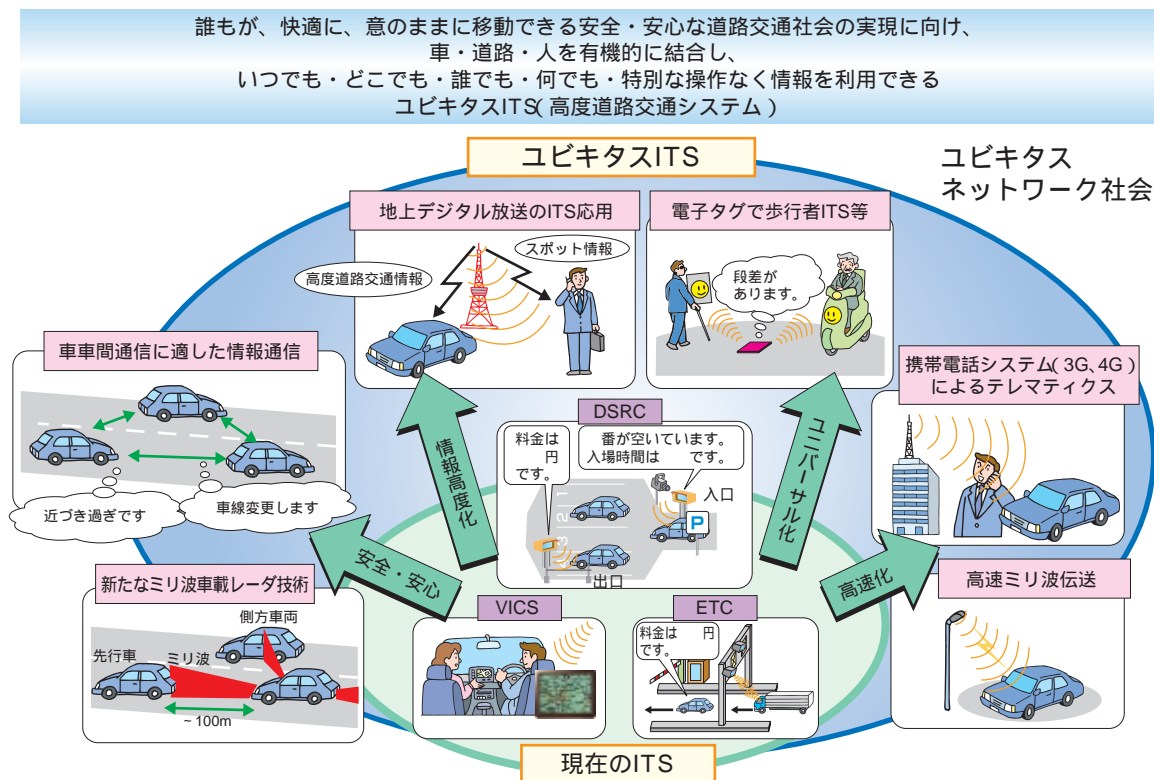 誰もが、快適に、意のままに移動できる安全・安心な道路交通社会の実現に向け、
車・道路・人を有機的に結合し、
いつでも・どこでも・誰でも・何でも・特別な操作なく情報を利用できる
ユビキタスITS(高度道路交通システム)
ユビキタスITS
ユビキタス
ネットワーク社会
地上デジタル放送のITS応用
スポット情報
高度道路交通情報
電子タグで歩行者ITS等
段差が
あります。
車車間通信に適した情報通信
近づき過ぎです
車線変更します
携帯電話システム(3G、4G)
によるテレマティクス
情報高度化
ユニバーサル化
安全・安心
高速化
DSRC
料金は
円
です。
番が空いています。
入場時間は です。
入口
P
1
2
3
出口
新たなミリ波車載レーダ技術
側方車両
先行車
ミリ波
~100m
VICS
ETC
料金は 円
です。
高速ミリ波伝送
現在のITS